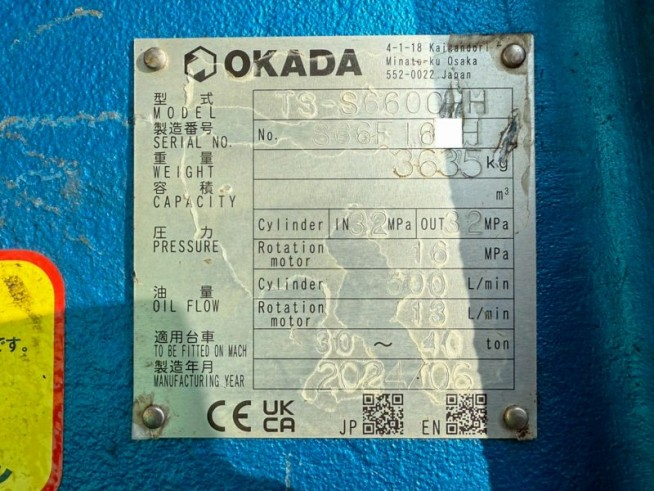 OKADA
4-1-18 Kaigandori
Minato-ku Osaka
552-0022 Japan
型式
MODEL
製造番号
SERIAL NO. No.
重量
WEIGHT 3635 kg
容積
CAPACITY m³
圧力
PRESSURE
Cylinder IN 32 MPa OUT 32 MPa
Rotation motor 16 MPa
油量
OIL FLOW
Cylinder L/min
Rotation motor L/min
適用台車
TO BE FITTED ON MACH 30 ~ 40 ton
製造年月
MANUFACTURING YEAR 2024/06
CE UK CA JP EN
です。